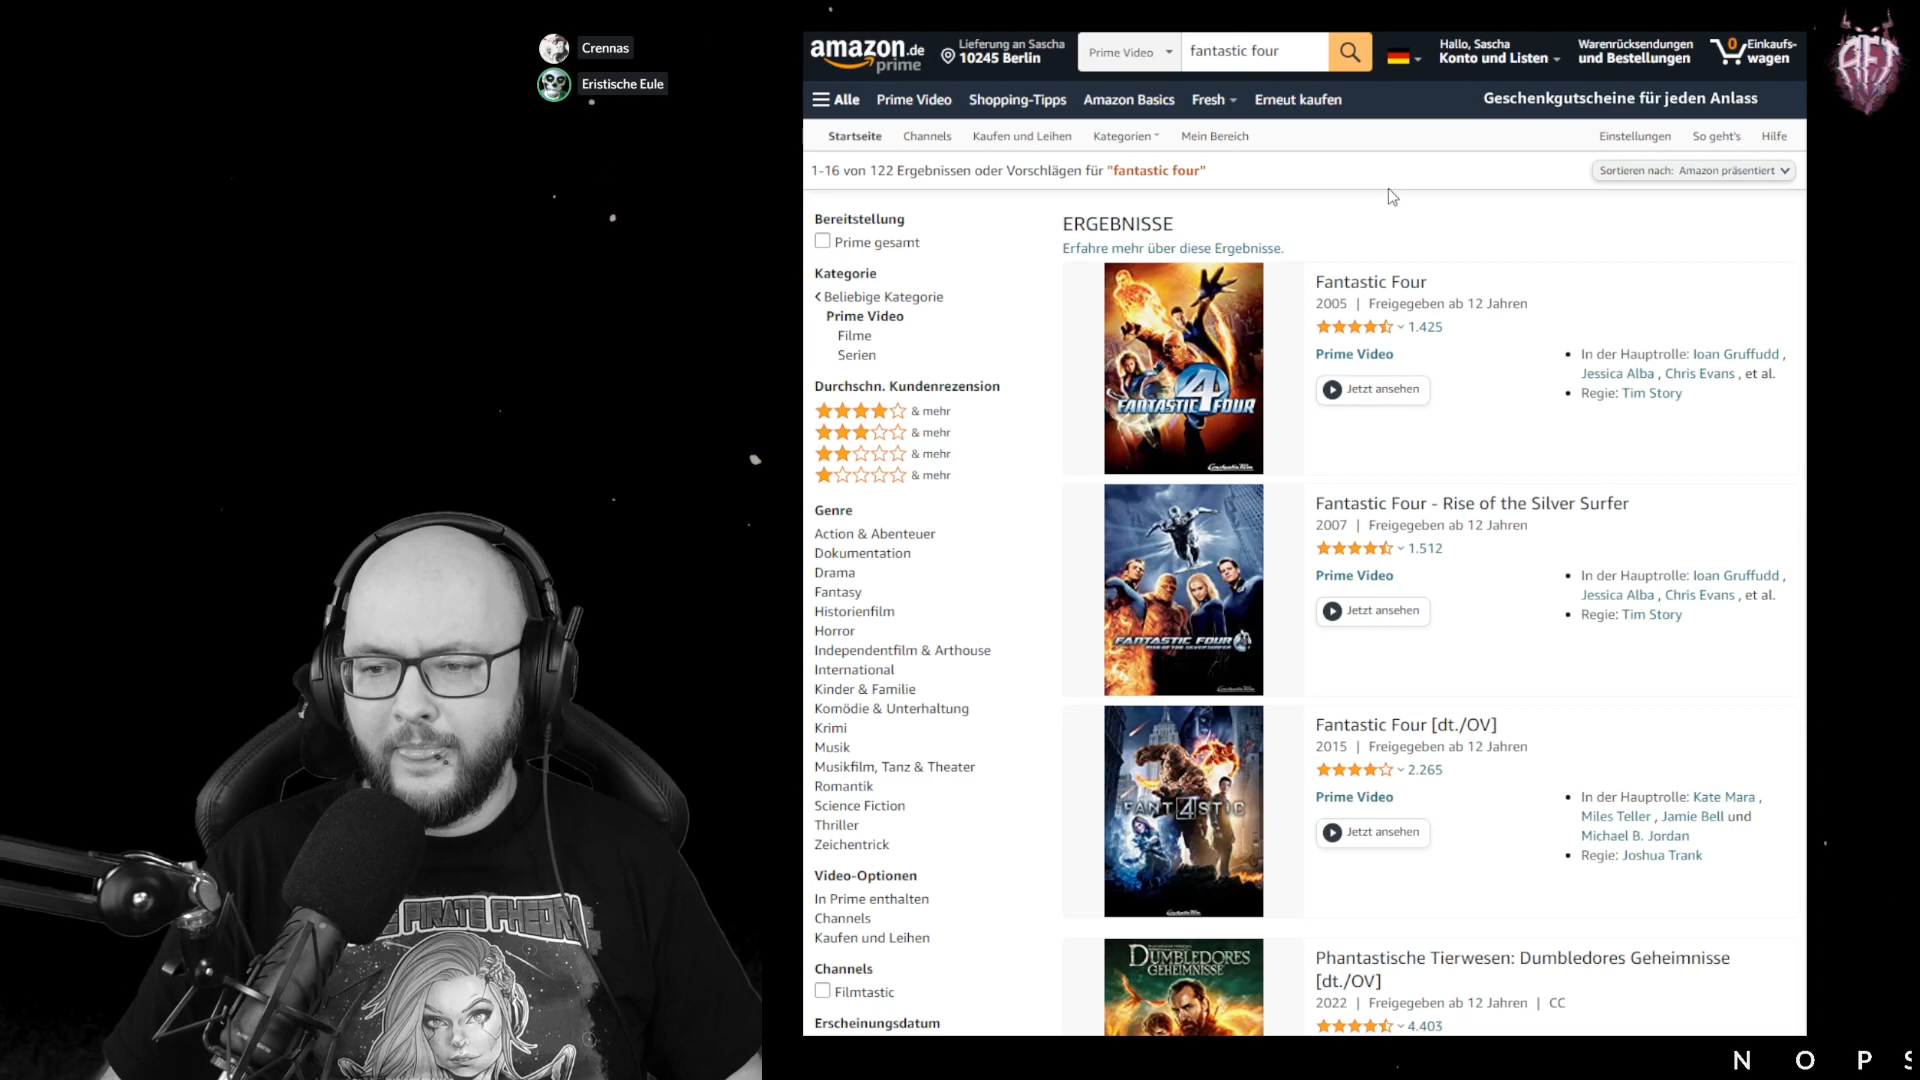 Crennas
Eristische Eule
amazon.de
prime
Lieferung an Sascha
10245 Berlin
Prime Video
fantastic four
Hallo, Sascha
Konto und Listen
Warenrücksendungen
und Bestellungen
0
Einkaufs-
wagen
Alle
Prime Video
Shopping-Tipps
Amazon Basics
Fresh
Erneut kaufen
Geschenkgutscheine für jeden Anlass
Startseite
Channels
Kaufen und Leihen
Kategorien
Mein Bereich
Einstellungen
So geht's
Hilfe
1-16 von 122 Ergebnissen oder Vorschlägen für "fantastic four"
Sortieren nach: Amazon präsentiert
Bereitstellung
Prime gesamt
Kategorie
Beliebige Kategorie
Prime Video
Filme
Serien
Durchschn. Kundenrezension
& mehr
& mehr
& mehr
& mehr
Genre
Action & Abenteuer
Dokumentation
Drama
Fantasy
Historienfilm
Horror
Independentfilm & Arthouse
International
Kinder & Familie
Komödie & Unterhaltung
Krimi
Musik
Musikfilm, Tanz & Theater
Romantik
Science Fiction
Thriller
Zeichentrick
Video-Optionen
In Prime enthalten
Channels
Kaufen und Leihen
Channels
Filmtastic
Erscheinungsdatum
ERGEBNISSE
Erfahre mehr über diese Ergebnisse.
4
FANTASTIC FOUR
Constantin Film
Fantastic Four
2005 | Freigegeben ab 12 Jahren
1.425
Prime Video
Jetzt ansehen
In der Hauptrolle: Ioan Gruffudd ,
Jessica Alba , Chris Evans , et al.
Regie: Tim Story
FANTASTIC FOUR
RISE OF THE SILVER SURFER
Fantastic Four - Rise of the Silver Surfer
2007 | Freigegeben ab 12 Jahren
1.512
Prime Video
Jetzt ansehen
In der Hauptrolle: Ioan Gruffudd ,
Jessica Alba , Chris Evans , et al.
Regie: Tim Story
FANT4STIC
Fantastic Four [dt./OV]
2015 | Freigegeben ab 12 Jahren
2.265
Prime Video
Jetzt ansehen
In der Hauptrolle: Kate Mara ,
Miles Teller , Jamie Bell und
Michael B. Jordan
Regie: Joshua Trank
DUMBLEDORES
GEHEIMNISSE
Phantastische Tierwesen: Dumbledores Geheimnisse
[dt./OV]
2022 | Freigegeben ab 12 Jahren | CC
4.403
PIRATE
NOPS